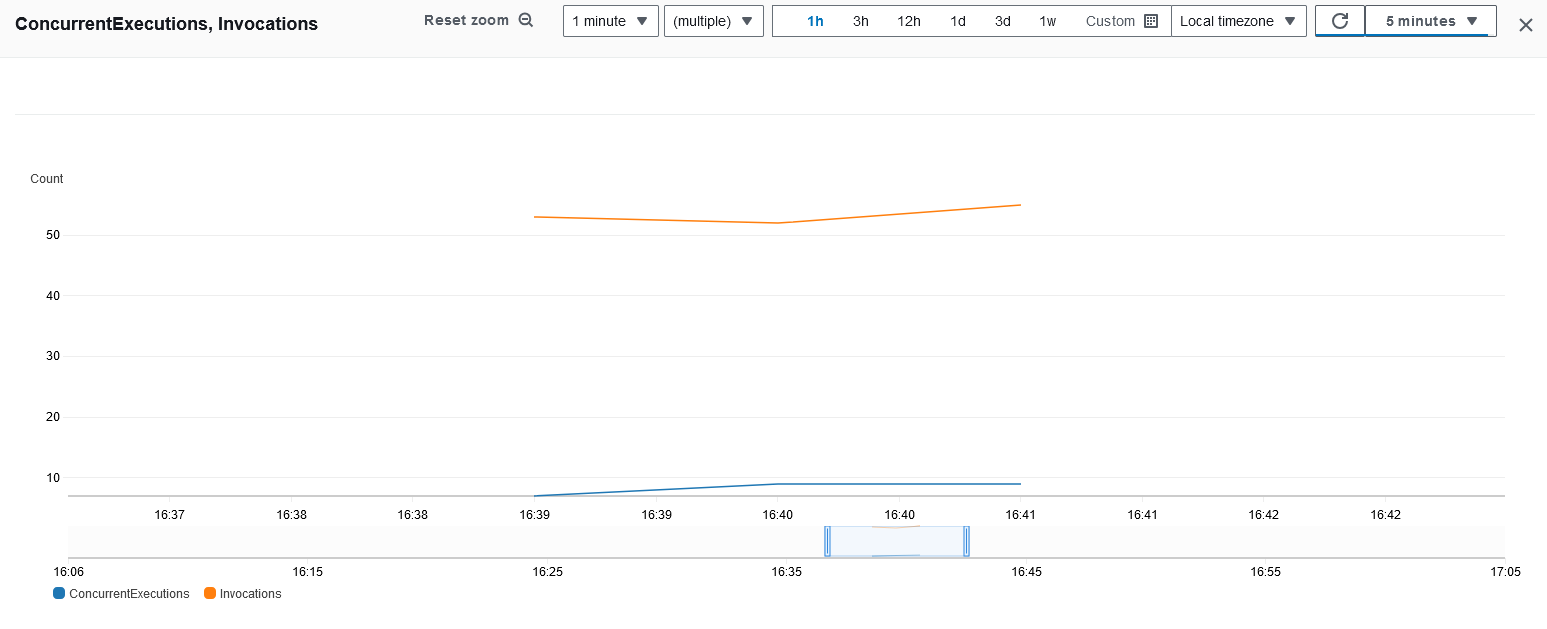 ConcurrentExecutions, Invocations
Reset zoom
1 minute
(multiple)
1h 3h 12h 1d 3d 1w Custom
Local timezone
5 minutes
Count
50
40
30
20
10
16:37 16:38 16:38 16:39 16:39 16:40 16:40 16:41 16:41 16:42 16:42
16:06 16:15 16:25 16:35 16:45 16:55 17:05
ConcurrentExecutions Invocations